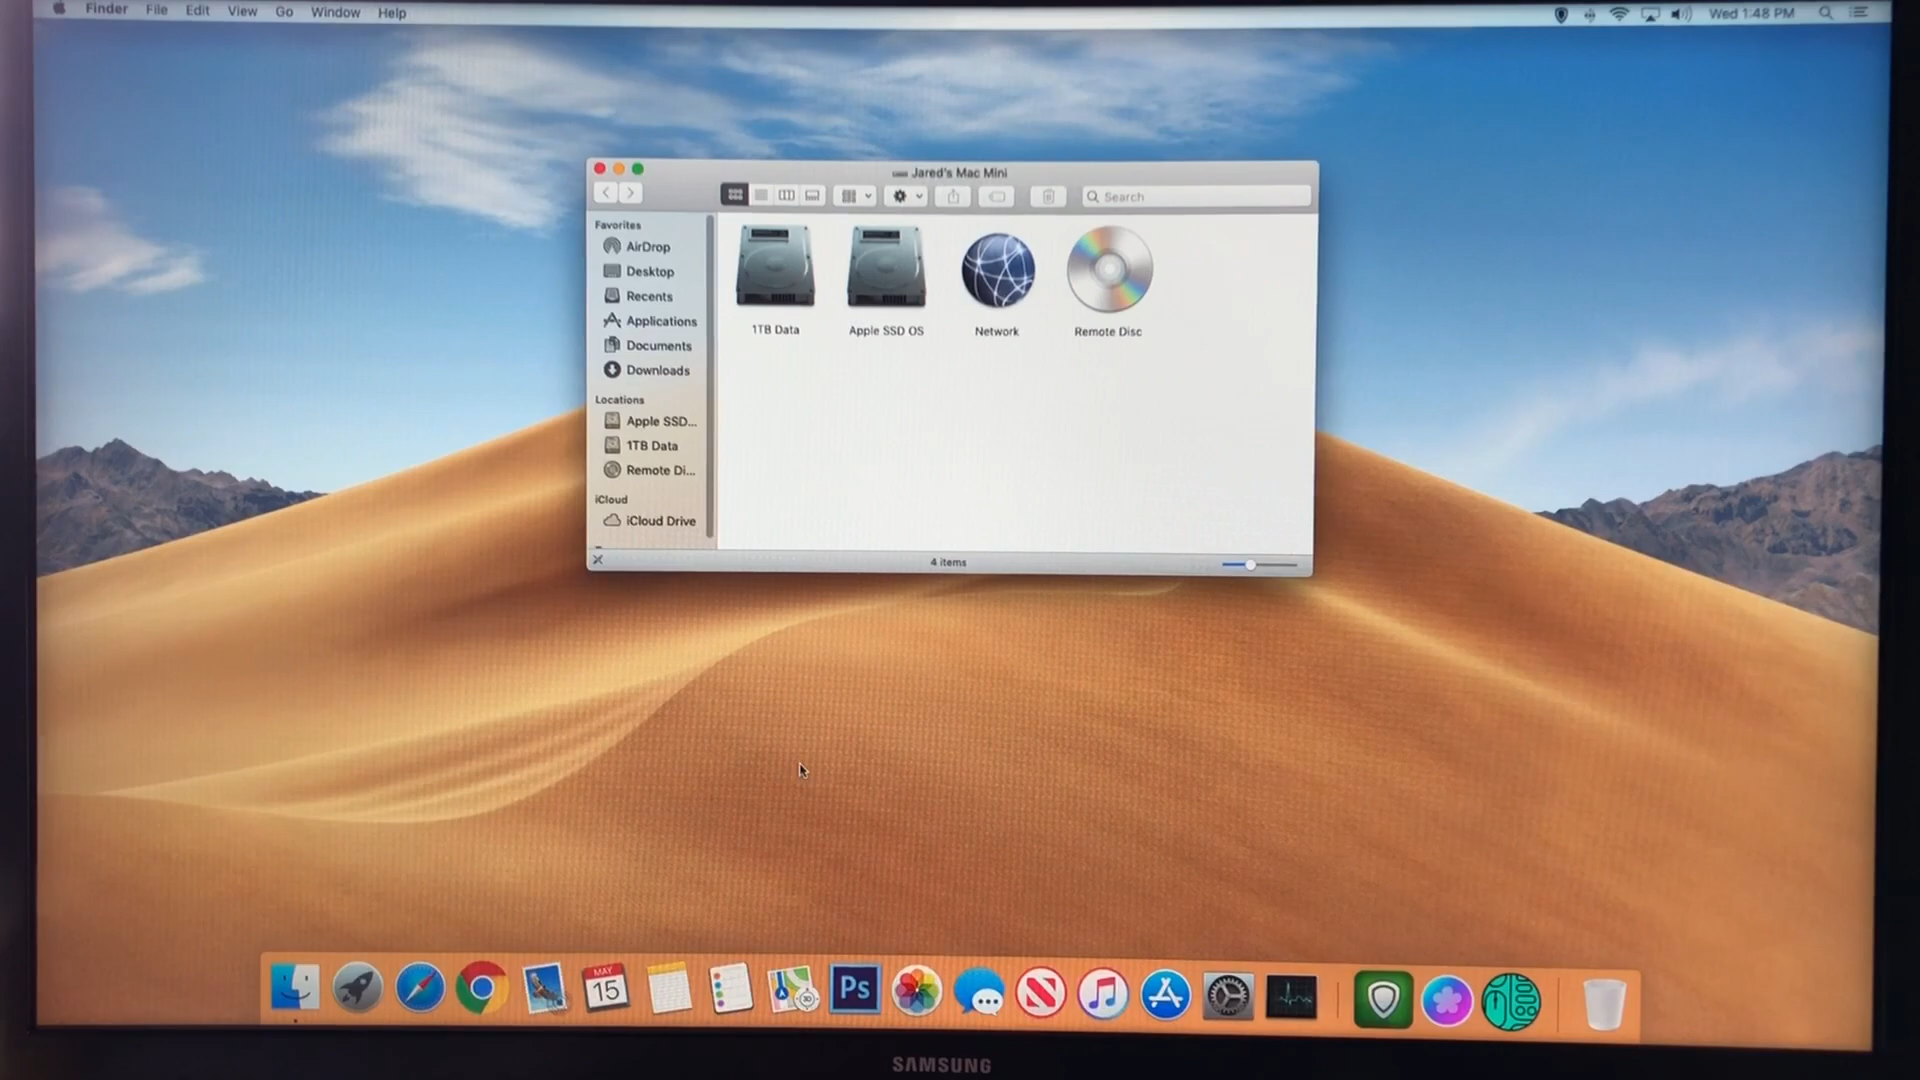 Finder File Edit View Go Window Help
Wed 1:48 PM
Jared's Mac Mini
Search
Favorites
AirDrop
Desktop
Recents
Applications
Documents
Downloads
Locations
Apple SSD...
1TB Data
Remote Di...
iCloud
iCloud Drive
1TB Data
Apple SSD OS
Network
Remote Disc
4 items
MAY
15
3D
Ps
SAMSUNG